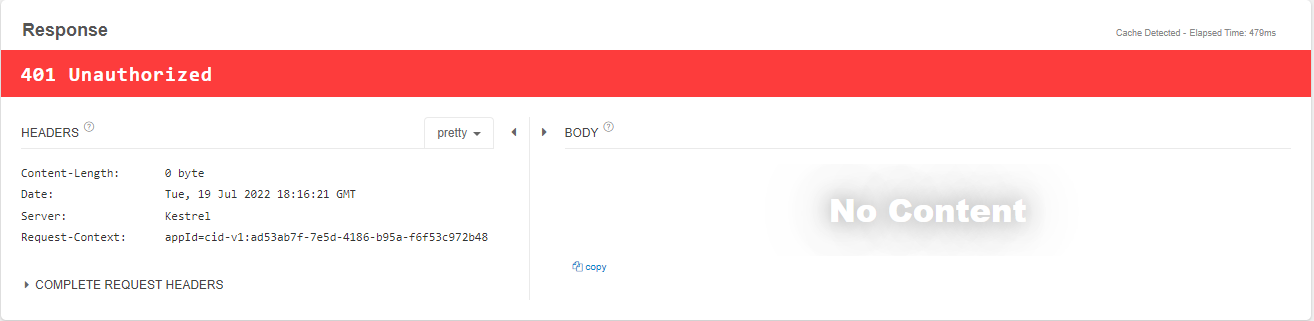 Response
Cache Detected - Elapsed Time: 479ms
401 Unauthorized
HEADERS ?
pretty
Content-Length: 0 byte
Date: Tue, 19 Jul 2022 18:16:21 GMT
Server: Kestrel
Request-Context: appId=cid-v1:ad53ab7f-7e5d-4186-b95a-f6f53c972b48
COMPLETE REQUEST HEADERS
BODY ?
No Content
copy